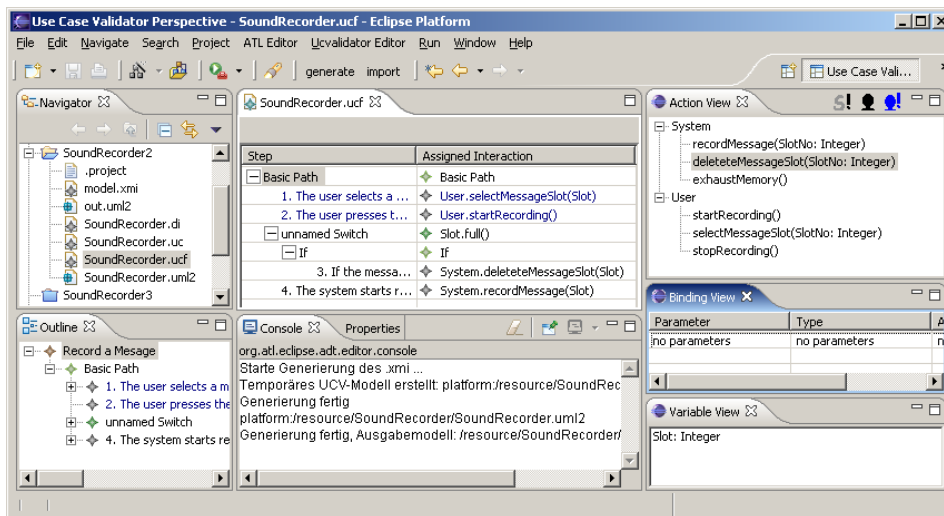 Use Case Validator Perspective - SoundRecorder.ucf - Eclipse Platform
File Edit Navigate Search Project ATL Editor Ucvalidator Editor Run Window Help
generate import
Use Case Vali...
Navigator
SoundRecorder2
.project
model.xmi
out.uml2
SoundRecorder.di
SoundRecorder.uc
SoundRecorder.ucf
SoundRecorder.uml2
SoundRecorder3
SoundRecorder.ucf
Step Assigned Interaction
Basic Path Basic Path
1. The user selects a ... User.selectMessageSlot(Slot)
2. The user presses t... User.startRecording()
unnamed Switch Slot.full()
If If
3. If the messa... System.deleteteMessageSlot(Slot)
4. The system starts r... System.recordMessage(Slot)
Action View
System
recordMessage(SlotNo: Integer)
deleteteMessageSlot(SlotNo: Integer)
exhaustMemory()
User
startRecording()
selectMessageSlot(SlotNo: Integer)
stopRecording()
Binding View
Parameter Type A
no parameters no parameters n
Outline
Record a Mesage
Basic Path
1. The user selects a m
2. The user presses the
unnamed Switch
4. The system starts re
Console Properties
org.atl.eclipse.adt.editor.console
Starte Generierung des .xmi ...
Temporäres UCV-Modell erstellt: platform:/resource/SoundRec
Generierung fertig
platform:/resource/SoundRecorder/SoundRecorder.uml2
Generierung fertig, Ausgabemodell: /resource/SoundRecorder/
Variable View
Slot: Integer